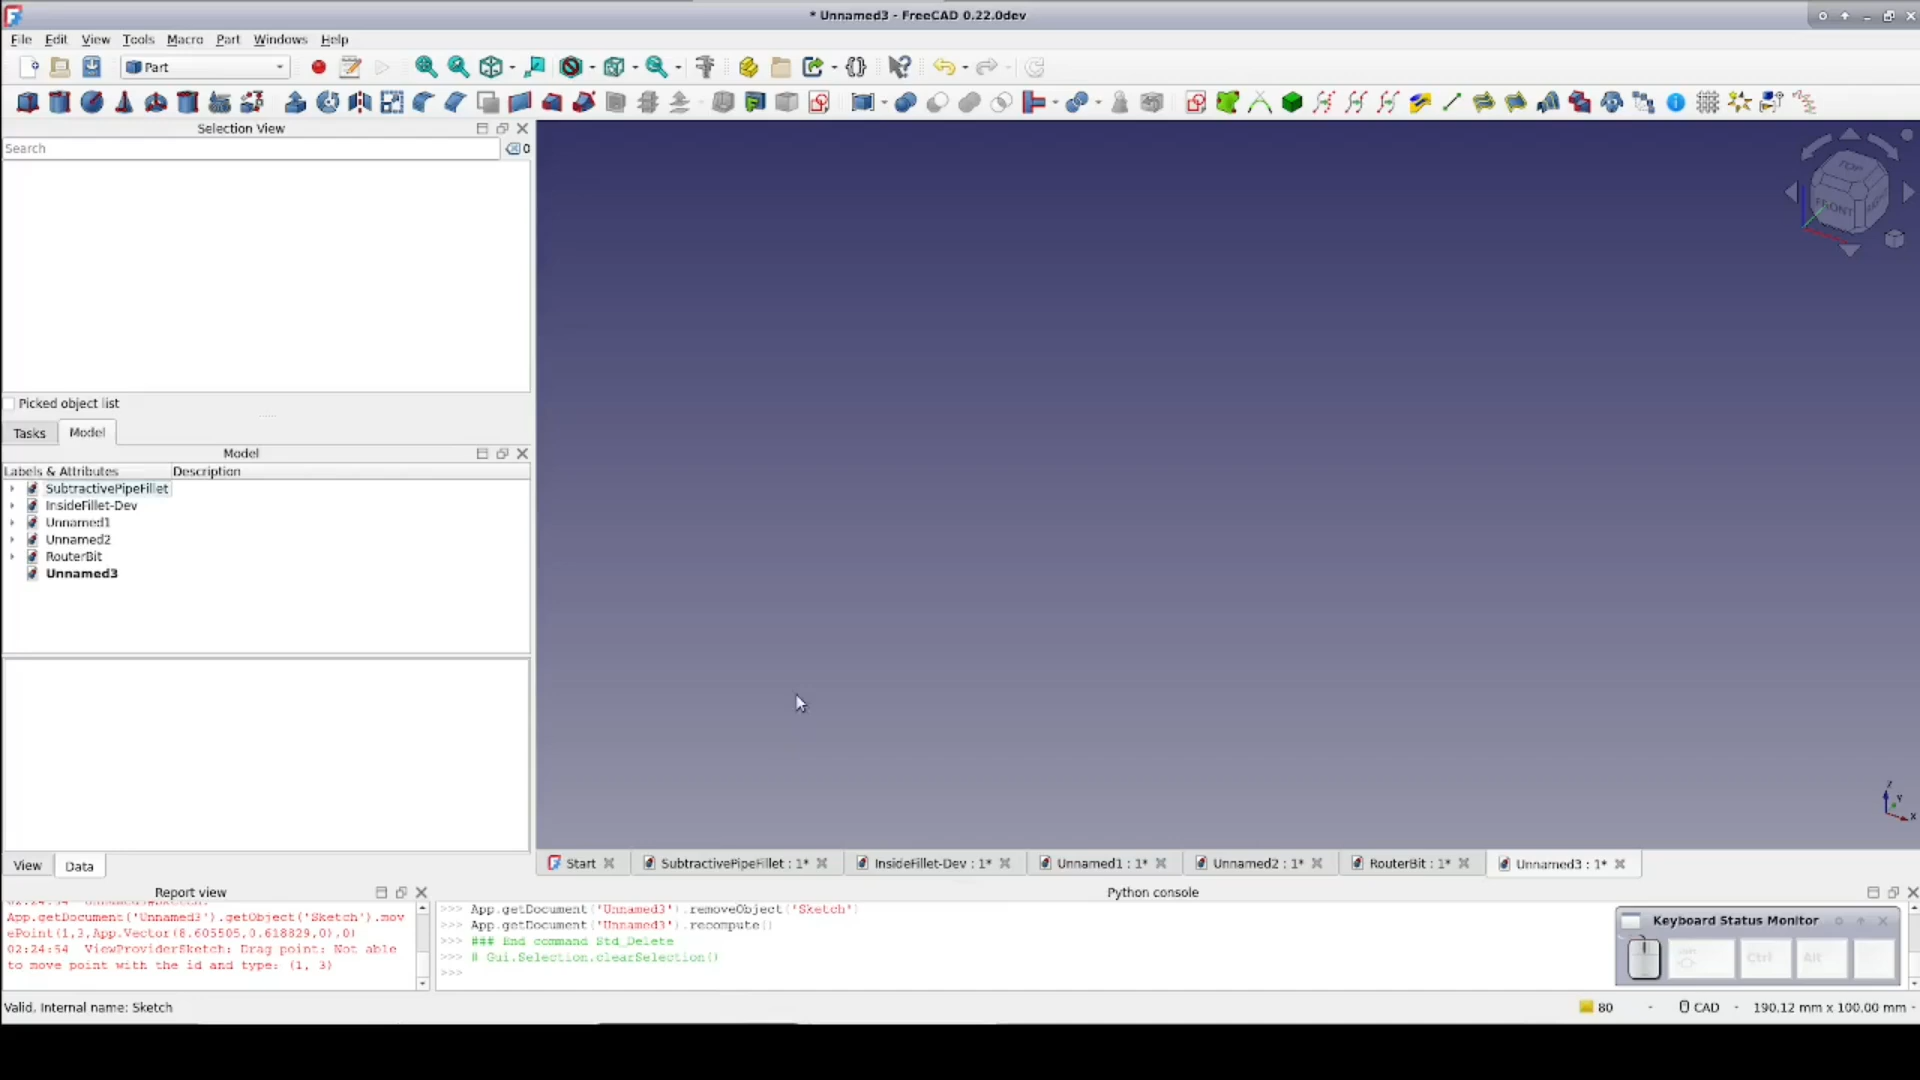 * Unnamed3 - FreeCAD 0.22.0dev
File Edit View Tools Macro Part Windows Help
Part
Selection View
Search
0
TOP
FRONT
Picked object list
Tasks Model
Model
Labels & Attributes Description
SubtractivePipeFillet
InsideFillet-Dev
Unnamed1
Unnamed2
RouterBit
Unnamed3
Z
Y
X
View Data
Start SubtractivePipeFillet : 1* InsideFillet-Dev : 1* Unnamed1 : 1* Unnamed2 : 1* RouterBit : 1* Unnamed3 : 1*
Report view
App.getDocument('Unnamed3').getObject('Sketch').mov
ePoint(1,3,App.Vector(8.605505,0.618829,0),0)
02:24:54 ViewProviderSketch: Drag point: Not able
to move point with the id and type: (1, 3)
Python console
>>> App.getDocument('Unnamed3').removeObject('Sketch')
>>> App.getDocument('Unnamed3').recompute()
>>> ### End command Std_Delete
>>> # Gui.Selection.clearSelection()
>>>
Keyboard Status Monitor
Ctrl Alt
Valid, Internal name: Sketch
80 - CAD - 190.12 mm x 100.00 mm